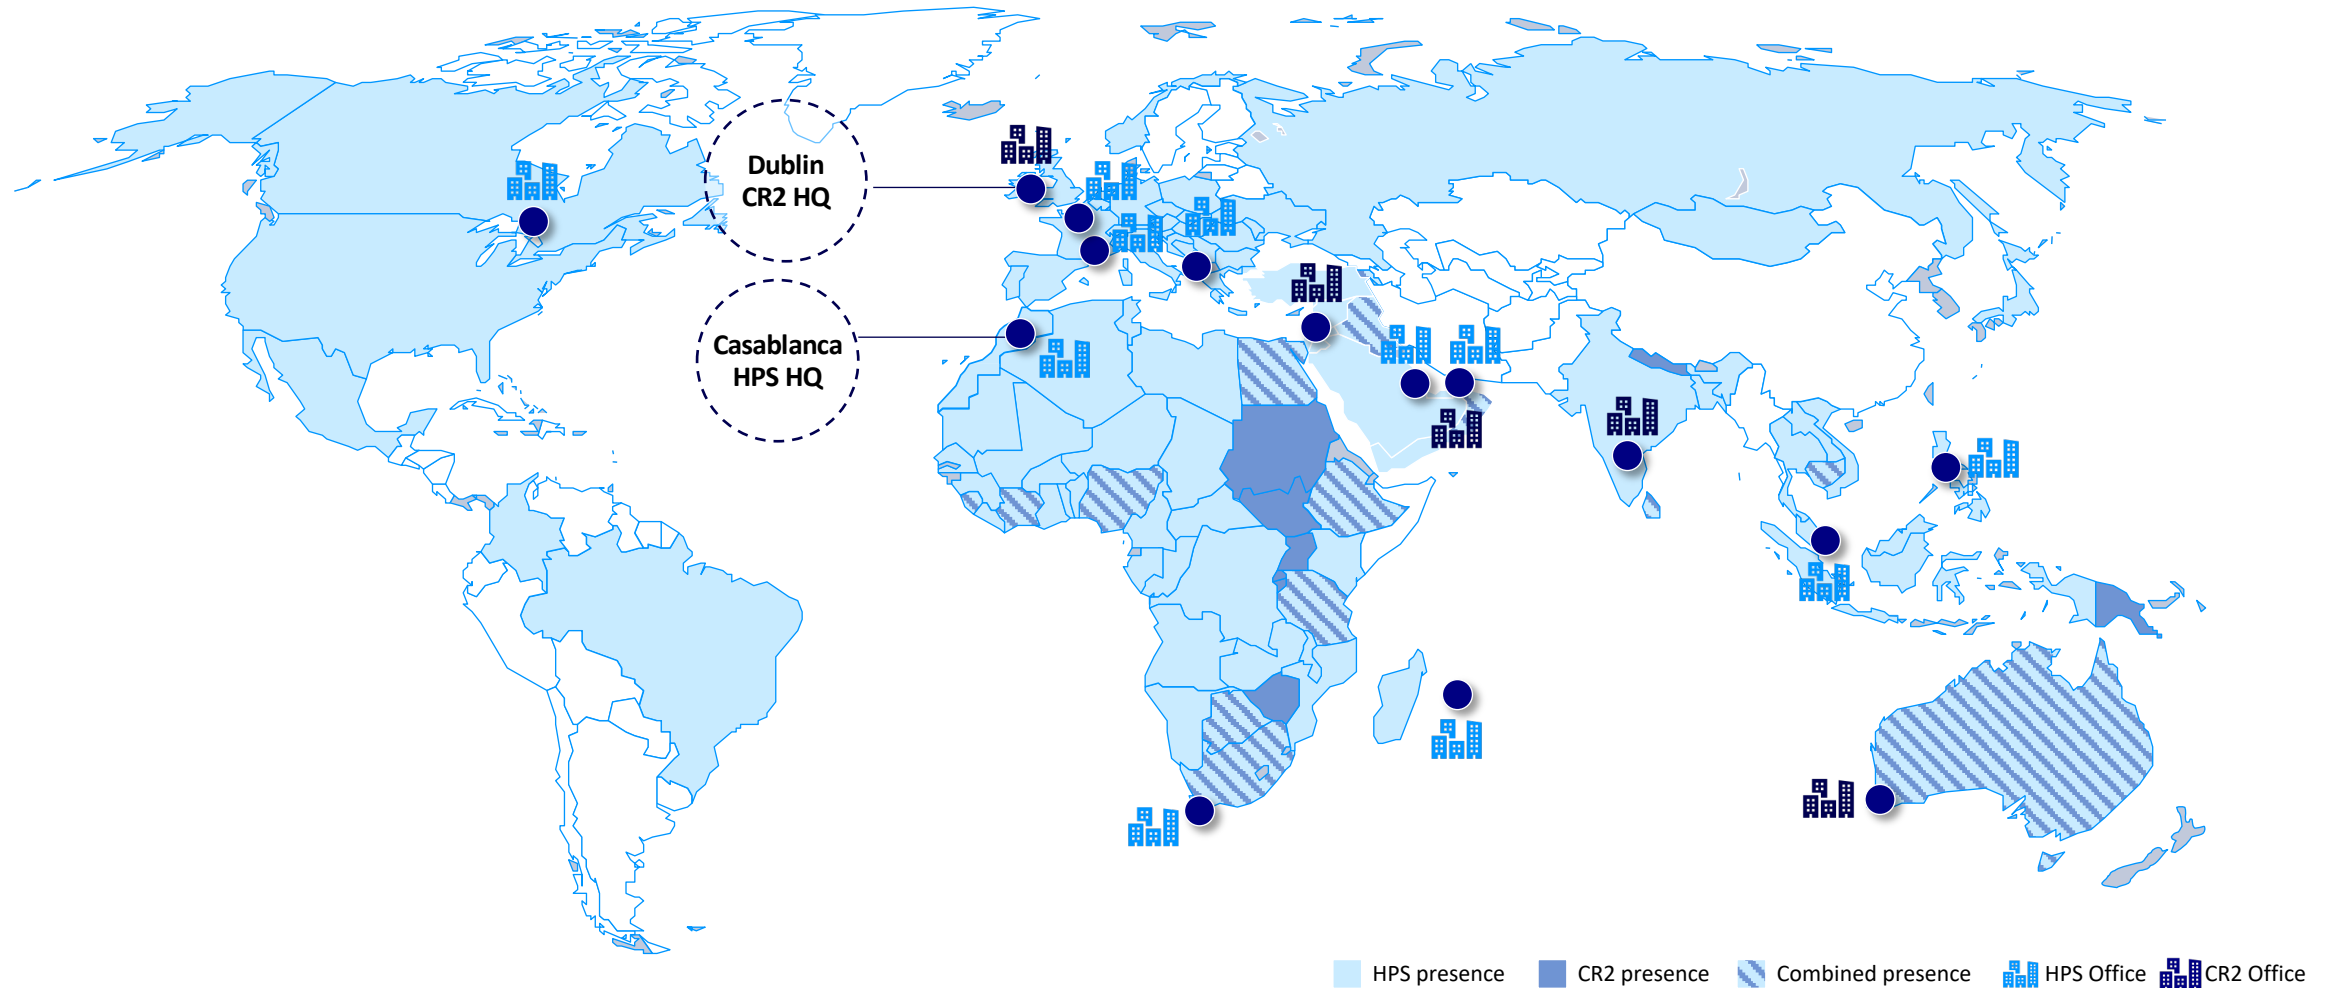 Dublin
CR2 HQ
Casablanca
HPS HQ
HPS presence
CR2 presence
Combined presence
HPS Office
CR2 Office